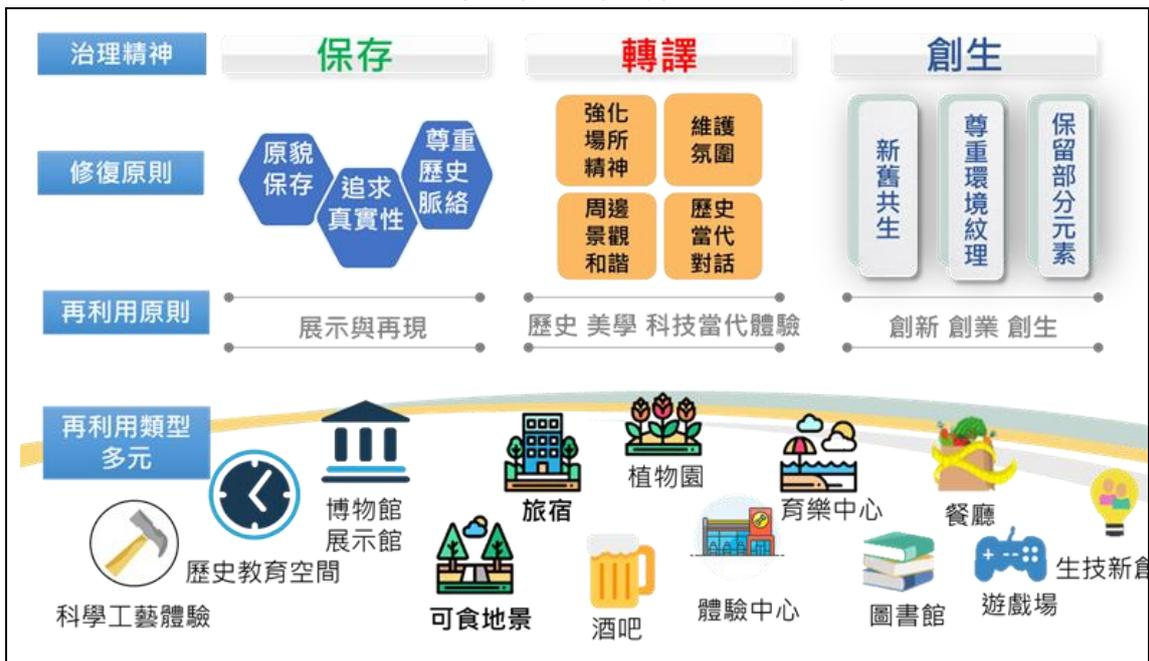 治理精神
保存
轉譯
創生
修復原則
原貌
保存
追求
真實性
尊重
歷史
脈絡
強化
場所
精神
維護
氛圍
周邊
景觀
和諧
歷史
當代
對話
新舊共生
尊重環境紋理
保留部分元素
再利用原則
展示與再現
歷史 美學 科技當代體驗
創新 創業 創生
再利用類型
多元
科學工藝體驗
歷史教育空間
博物館
展示館
可食地景
旅宿
酒吧
植物園
體驗中心
育樂中心
圖書館
餐廳
遊戲場
生技新創